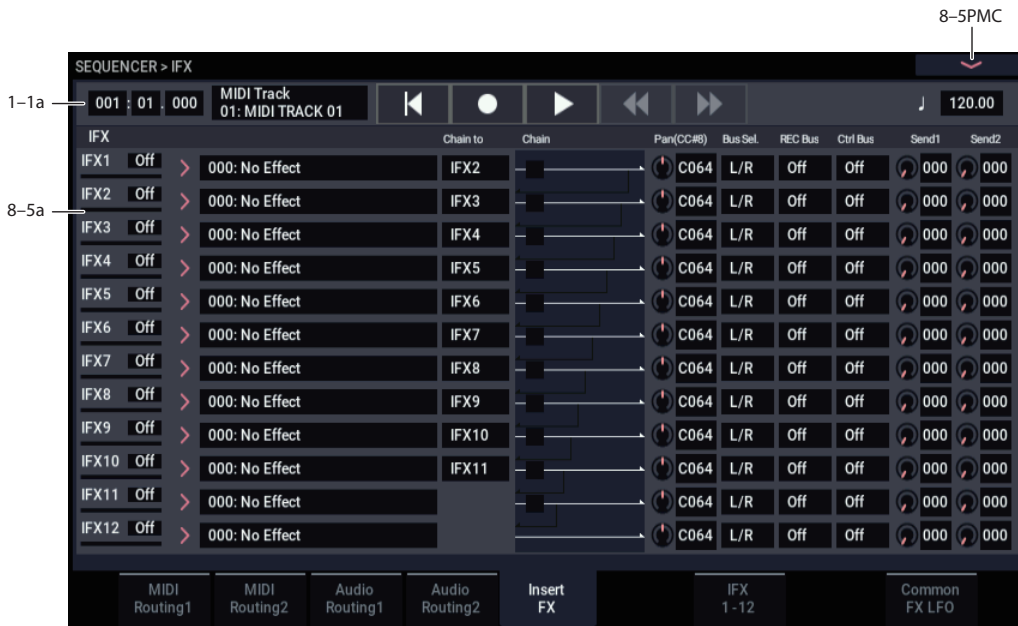 8–5PMC
SEQUENCER > IFX
1–1a
001 : 01 . 000
MIDI Track
01: MIDI TRACK 01
♩ 120.00
IFX Chain to Chain Pan(CC#8) Bus Sel. REC Bus Ctrl Bus Send1 Send2
IFX1 Off 000: No Effect IFX2 C064 L/R Off Off 000 000
IFX2 Off 000: No Effect IFX3 C064 L/R Off Off 000 000
8–5a
IFX3 Off 000: No Effect IFX4 C064 L/R Off Off 000 000
IFX4 Off 000: No Effect IFX5 C064 L/R Off Off 000 000
IFX5 Off 000: No Effect IFX6 C064 L/R Off Off 000 000
IFX6 Off 000: No Effect IFX7 C064 L/R Off Off 000 000
IFX7 Off 000: No Effect IFX8 C064 L/R Off Off 000 000
IFX8 Off 000: No Effect IFX9 C064 L/R Off Off 000 000
IFX9 Off 000: No Effect IFX10 C064 L/R Off Off 000 000
IFX10 Off 000: No Effect IFX11 C064 L/R Off Off 000 000
IFX11 Off 000: No Effect C064 L/R Off Off 000 000
IFX12 Off 000: No Effect C064 L/R Off Off 000 000
MIDI Routing1
MIDI Routing2
Audio Routing1
Audio Routing2
Insert FX
IFX 1 -12
Common FX LFO